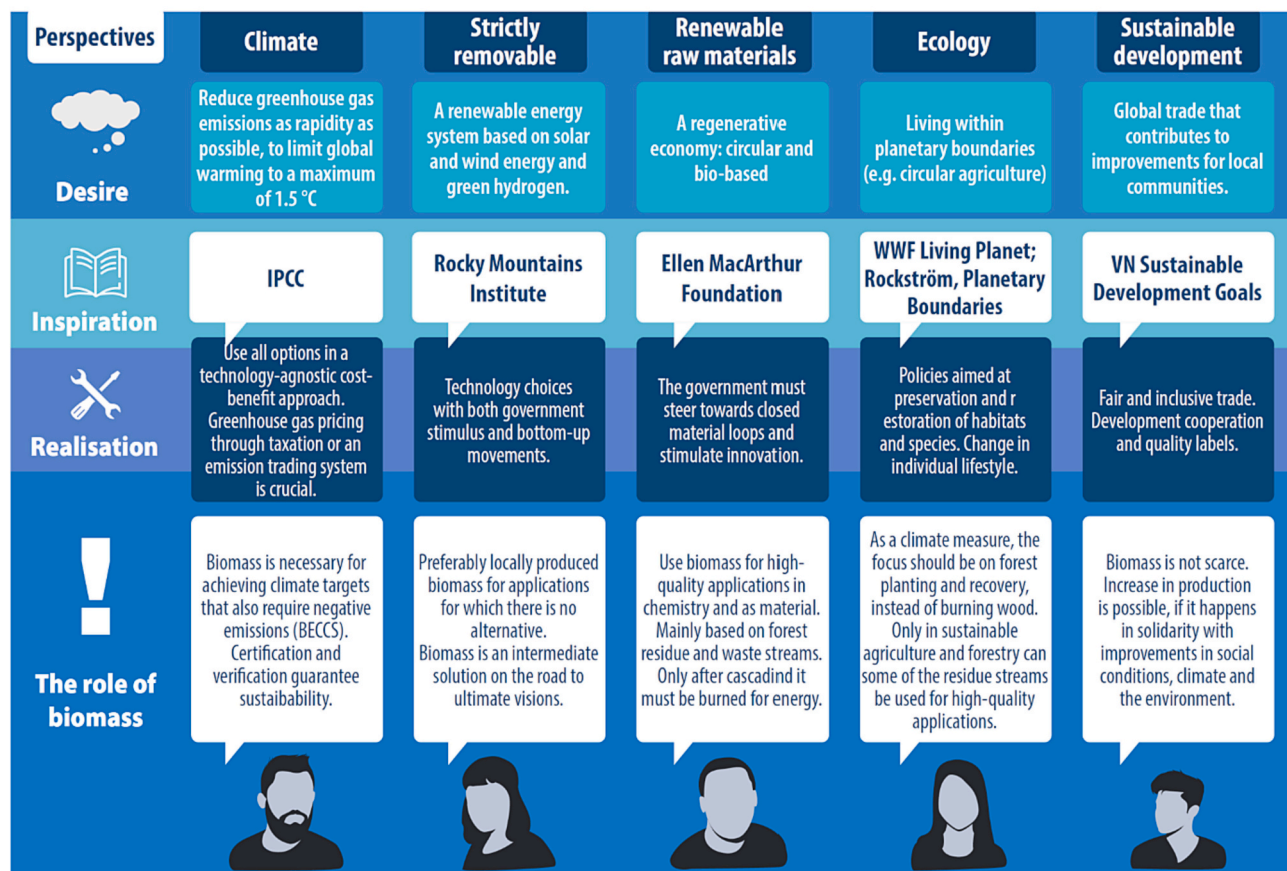 Perspectives
Climate
Strictly
removable
Renewable
raw materials
Ecology
Sustainable
development
Desire
Reduce greenhouse gas
emissions as rapidity as
possible, to limit global
warming to a maximum
of 1.5 °C
A renewable energy
system based on solar
and wind energy and
green hydrogen.
A regenerative
economy: circular and
bio-based
Living within
planetary boundaries
(e.g. circular agriculture)
Global trade that
contributes to
improvements for local
communities.
Inspiration
IPCC
Rocky Mountains
Institute
Ellen MacArthur
Foundation
WWF Living Planet;
Rockström, Planetary
Boundaries
VN Sustainable
Development Goals
Realisation
Use all options in a
technology-agnostic cost-
benefit approach.
Greenhouse gas pricing
through taxation or an
emission trading system
is crucial.
Technology choices
with both government
stimulus and bottom-up
movements.
The government must
steer towards closed
material loops and
stimulate innovation.
Policies aimed at
preservation and r
estoration of habitats
and species. Change in
individual lifestyle.
Fair and inclusive trade.
Development cooperation
and quality labels.
The role of
biomass
Biomass is necessary for
achieving climate targets
that also require negative
emissions (BECCS).
Certification and
verification guarantee
sustaibability.
Preferably locally produced
biomass for applications
for which there is no
alternative.
Biomass is an intermediate
solution on the road to
ultimate visions.
Use biomass for high-
quality applications in
chemistry and as material.
Mainly based on forest
residue and waste streams.
Only after cascadind it
must be burned for energy.
As a climate measure, the
focus should be on forest
planting and recovery,
instead of burning wood.
Only in sustainable
agriculture and forestry can
some of the residue streams
be used for high-quality
applications.
Biomass is not scarce.
Increase in production
is possible, if it happens
in solidarity with
improvements in social
conditions, climate and
the environment.